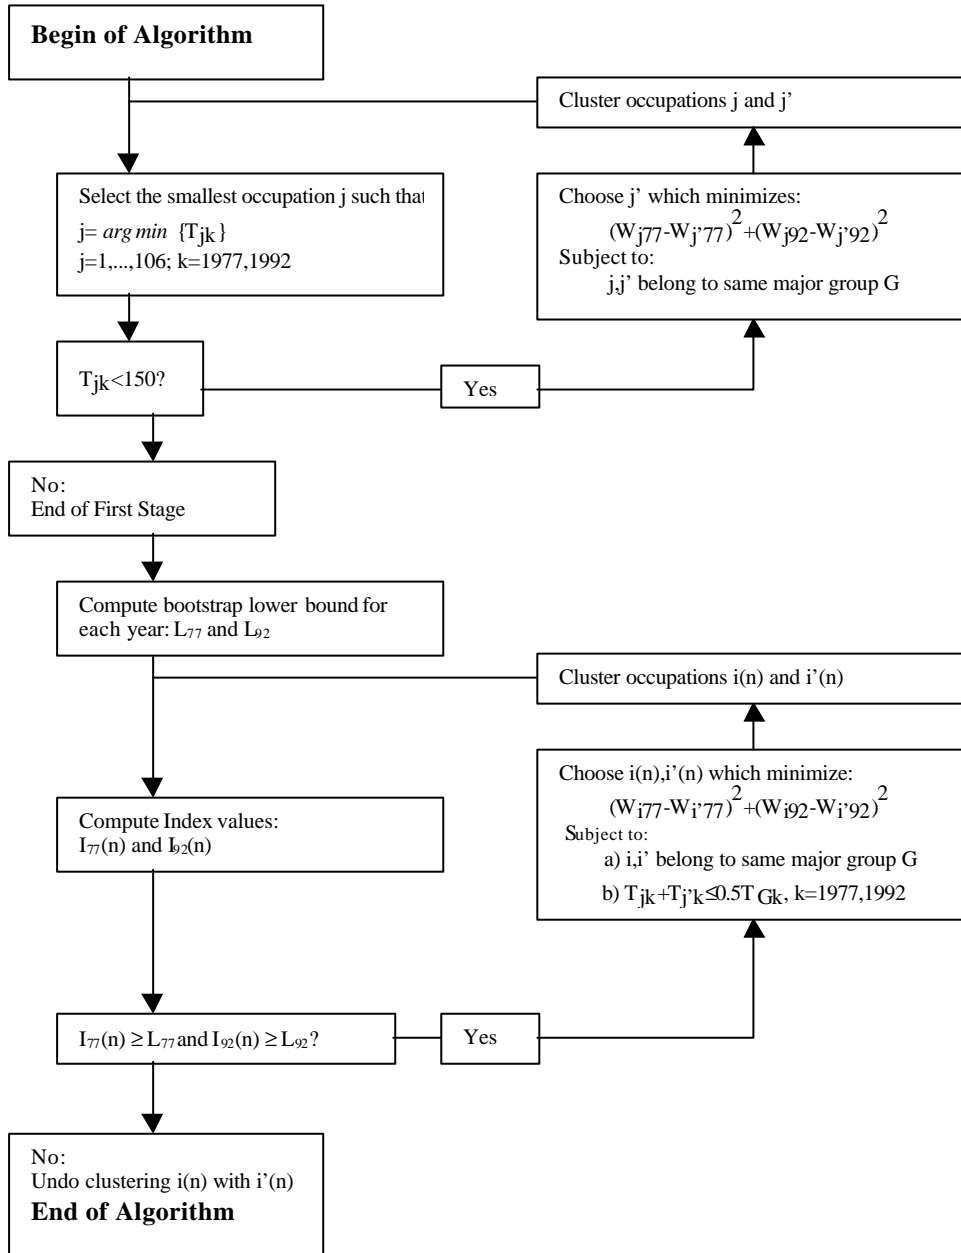 Begin of Algorithm
Cluster occupations j and j’
Select the smallest occupation j such that
j= arg min {Tjk}
j=1,...,106; k=1977,1992
Choose j’ which minimizes:
(Wj77-Wj’77)2+(Wj92-Wj’92)2
Subject to:
j,j’ belong to same major group G
Tjk<150?
Yes
No:
End of First Stage
Compute bootstrap lower bound for
each year: L77 and L92
Cluster occupations i(n) and i’(n)
Compute Index values:
I77(n) and I92(n)
Choose i(n),i’(n) which minimize:
(Wi77-Wi’77)2+(Wi92-Wi’92)2
Subject to:
a) i,i’ belong to same major group G
b) Tjk+Tj’k≤0.5TGk, k=1977,1992
I77(n) ≥ L77 and I92(n) ≥ L92?
Yes
No:
Undo clustering i(n) with i’(n)
End of Algorithm